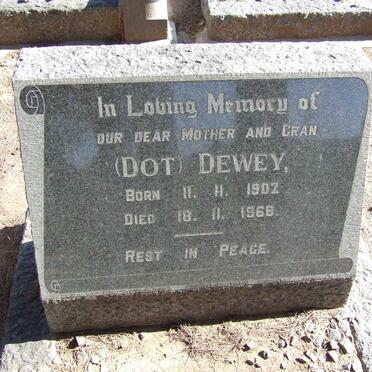 In Loving Memory of
OUR DEAR MOTHER AND GRAN
(DOT) DEWEY,
BORN 11. 11. 1902
DIED 18. 11. 1968.
REST IN PEACE.